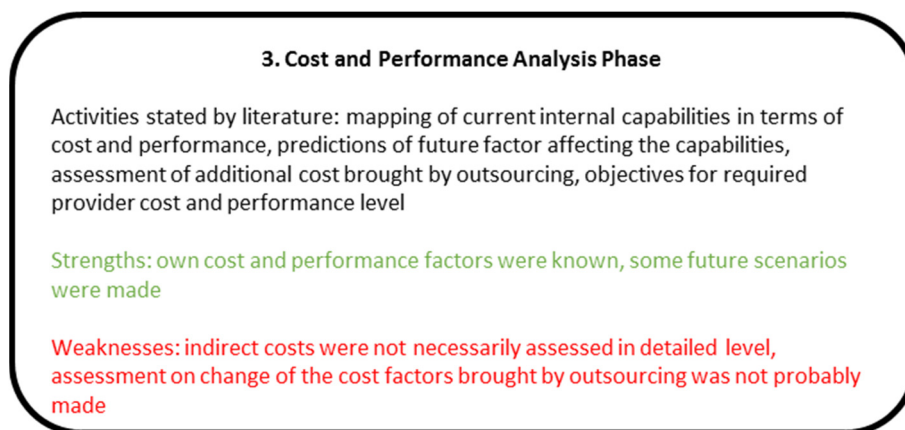 3. Cost and Performance Analysis Phase
Activities stated by literature: mapping of current internal capabilities in terms of
cost and performance, predictions of future factor affecting the capabilities,
assessment of additional cost brought by outsourcing, objectives for required
provider cost and performance level
Strengths: own cost and performance factors were known, some future scenarios
were made
Weaknesses: indirect costs were not necessarily assessed in detailed level,
assessment on change of the cost factors brought by outsourcing was not probably
made